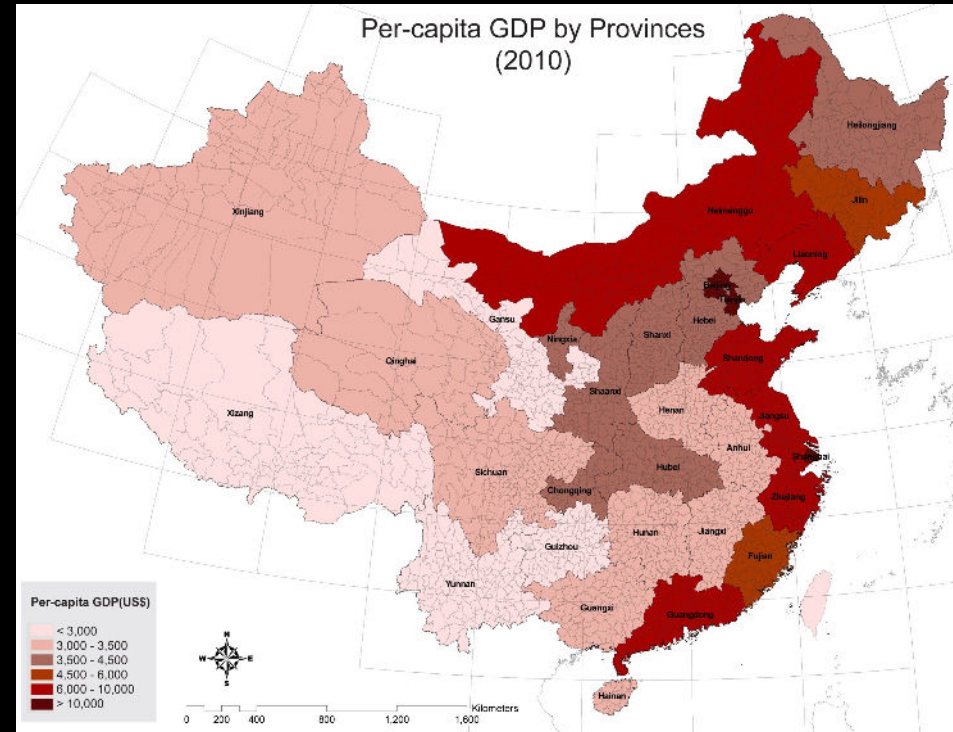 Per-capita GDP by Provinces
(2010)
Heilongjiang
Jilin
Xinjiang
Neimenggu
Liaoning
Beijing
Tianjin
Gansu
Hebei
Ningxia
Shanxi
Qinghai
Shandong
Shaanxi
Xizang
Henan
Jiangsu
Anhui
Shanghai
Sichuan
Hubei
Chongqing
Zhejiang
Hunan
Jiangxi
Guizhou
Fujian
Yunnan
Guangxi
Guangdong
Hainan
Per-capita GDP(US$)
< 3,000
3,000 - 3,500
3,500 - 4,500
4,500 - 6,000
6,000 - 10,000
> 10,000
N
W E
S
Kilometers
0 200 400 800 1,200 1,600